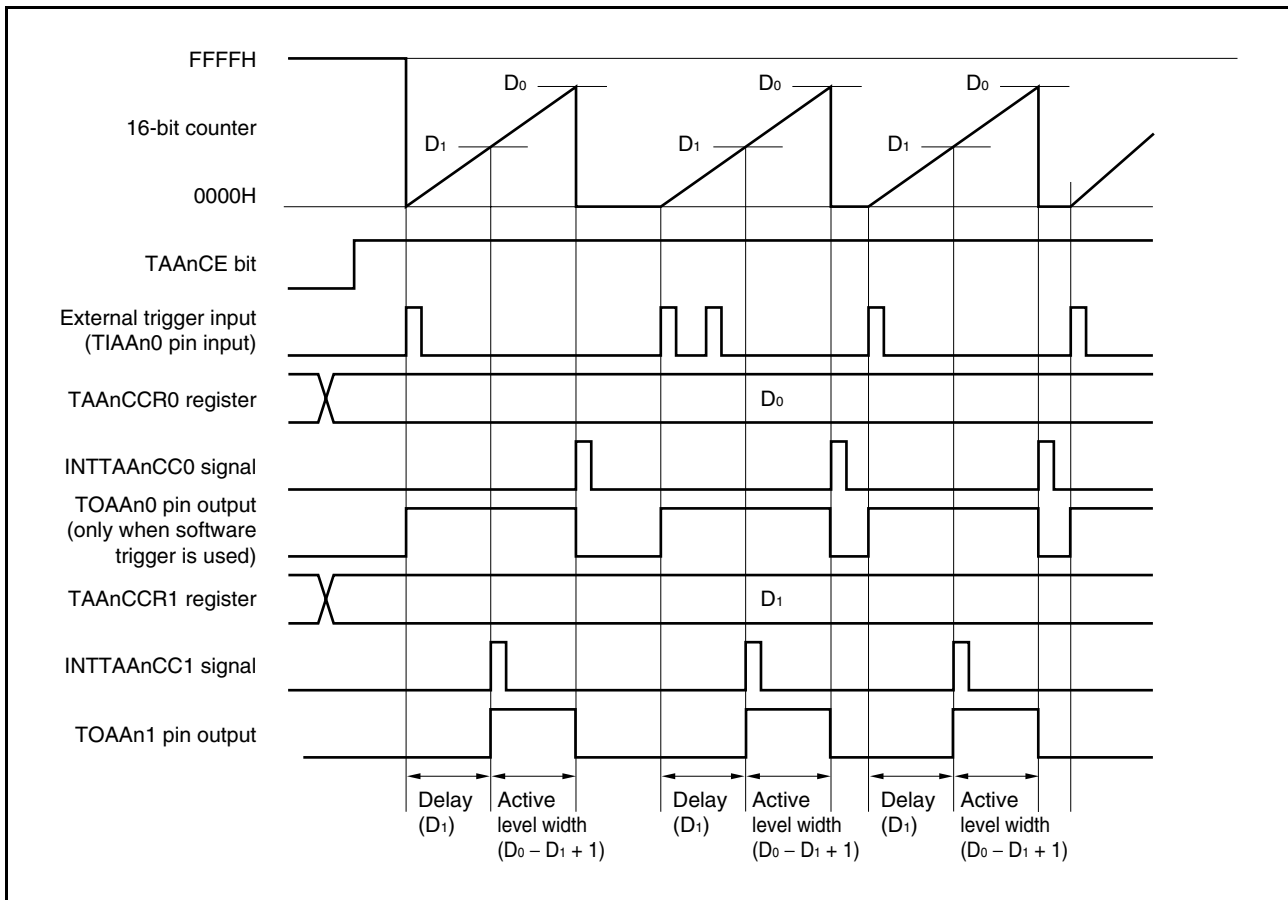 FFFFH
D₀ D₀ D₀
16-bit counter
D₁ D₁ D₁
0000H
TAAnCE bit
External trigger input
(TIAAn0 pin input)
TAAnCCR0 register
D₀
INTTAAnCC0 signal
TOAAn0 pin output
(only when software
trigger is used)
TAAnCCR1 register
D₁
INTTAAnCC1 signal
TOAAn1 pin output
Delay
(D₁)
Active
level width
(D₀ – D₁ + 1)
Delay
(D₁)
Active
level width
(D₀ – D₁ + 1)
Delay
(D₁)
Active
level width
(D₀ – D₁ + 1)